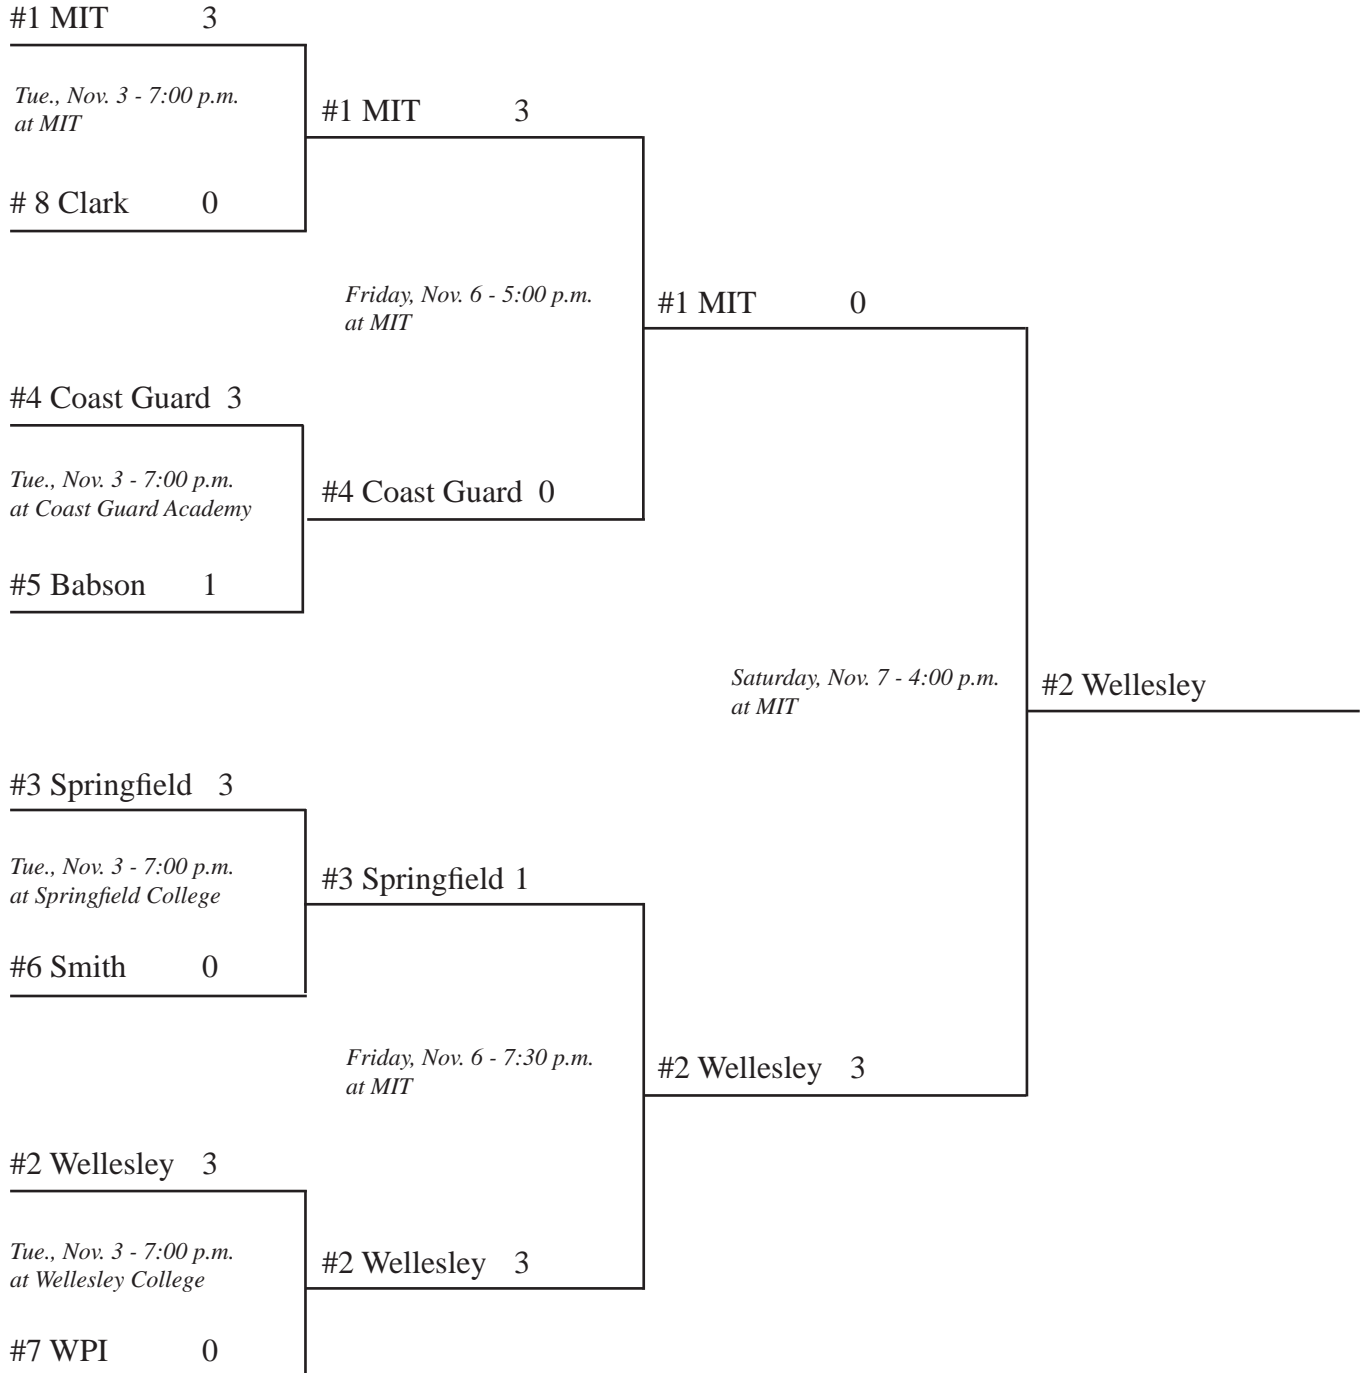 #1 MIT 3
Tue., Nov. 3 - 7:00 p.m.
at MIT
# 8 Clark 0
#4 Coast Guard 3
Tue., Nov. 3 - 7:00 p.m.
at Coast Guard Academy
#5 Babson 1
#3 Springfield 3
Tue., Nov. 3 - 7:00 p.m.
at Springfield College
#6 Smith 0
#2 Wellesley 3
Tue., Nov. 3 - 7:00 p.m.
at Wellesley College
#7 WPI 0
#1 MIT 3
Friday, Nov. 6 - 5:00 p.m.
at MIT
#4 Coast Guard 0
#3 Springfield 1
Friday, Nov. 6 - 7:30 p.m.
at MIT
#2 Wellesley 3
#1 MIT 0
Saturday, Nov. 7 - 4:00 p.m.
at MIT
#2 Wellesley 3
#2 Wellesley